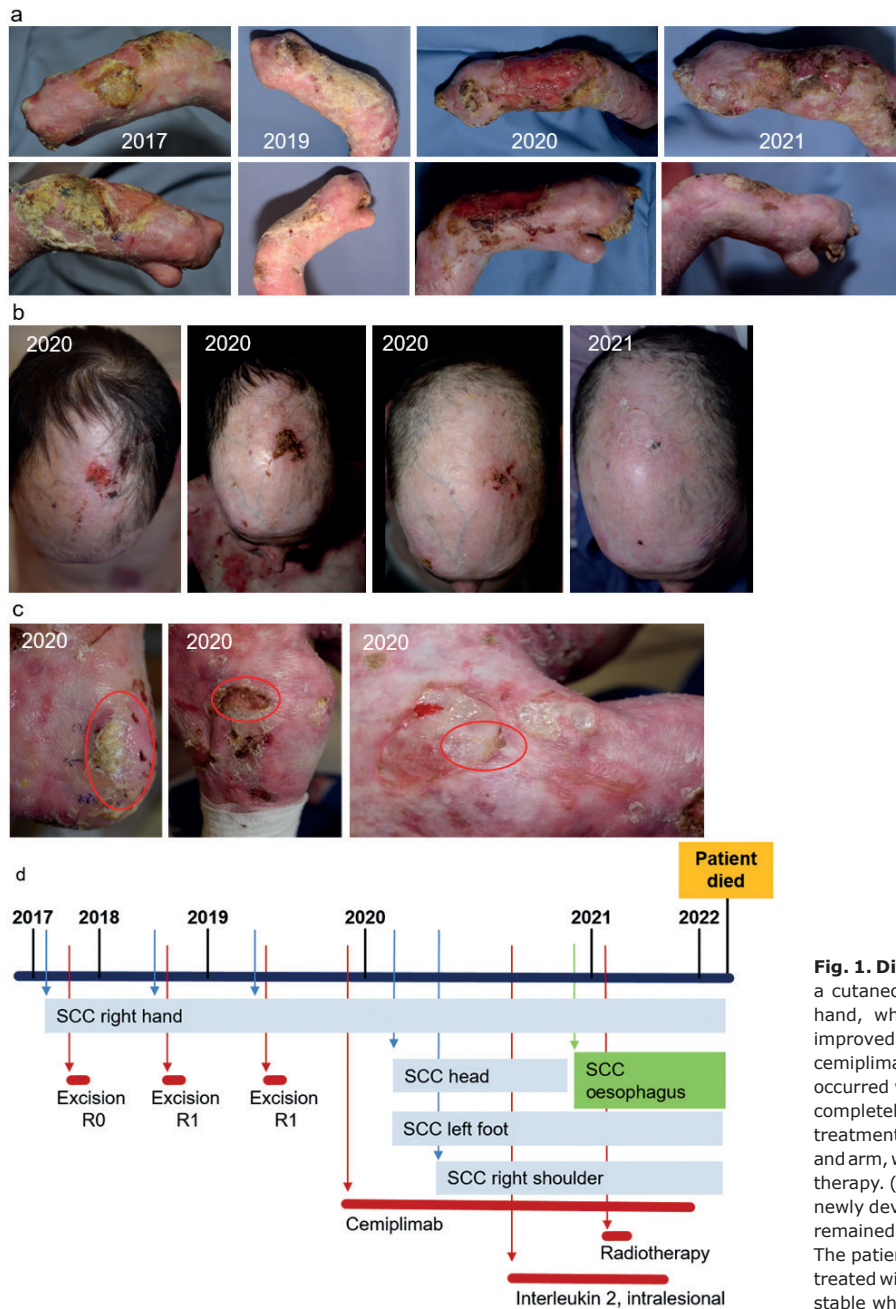 a
2017
2019
2020
2021
b
2020
2020
2020
2021
c
2020
2020
2020
d
Patient
died
2017
2018
2019
2020
2021
2022
SCC right hand
Excision
R0
Excision
R1
Excision
R1
SCC head
SCC
oesophagus
SCC left foot
SCC right shoulder
Cemiplimab
Radiotherapy
Interleukin 2, intralesional
Fig. 1. Di
a cutaneo
hand, wh
improved
cemiplima
occurred v
completel
treatment
and arm, w
therapy. (
newly dev
remained
The patier
treated wi
stable wh